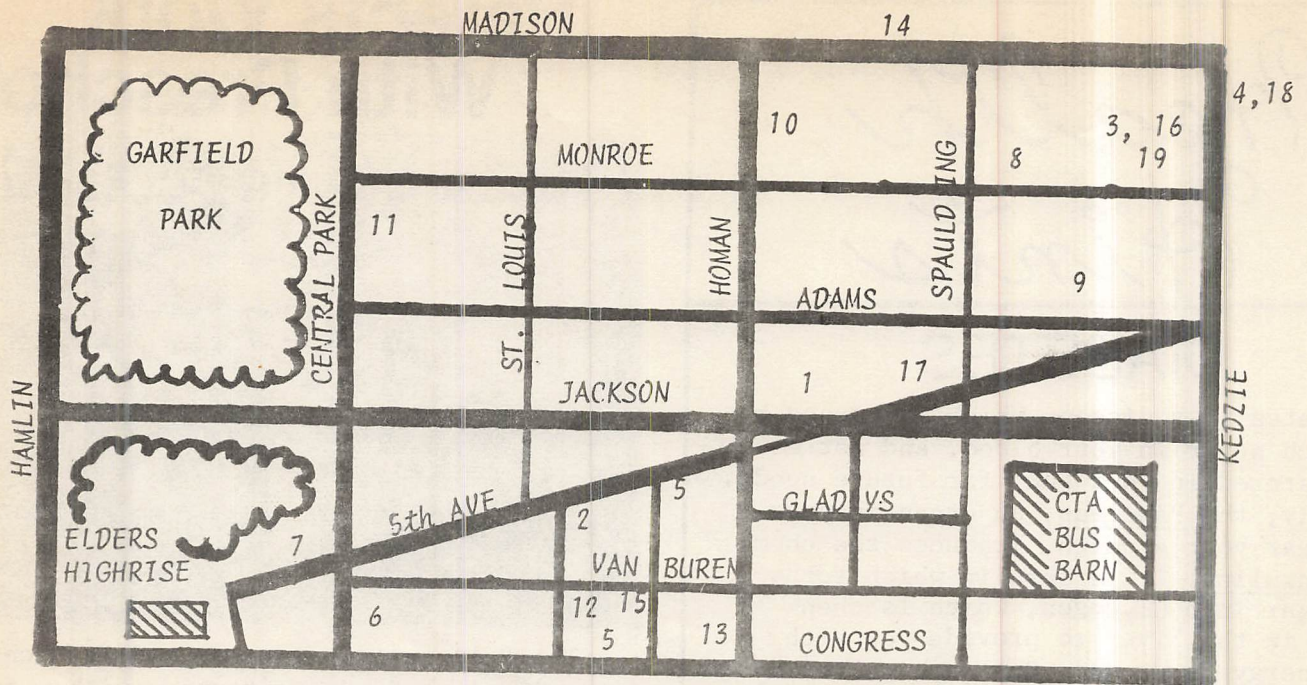 MADISON
14
4,18
GARFIELD
PARK
CENTRAL PARK
MONROE
10
SPAULDING
8
3, 16
19
11
ST. LOUIS
HOMAN
ADAMS
9
HAMLIN
JACKSON
1
17
KEDZIE
5th AVE
2
5
GLADYS
CTA
BUS
BARN
ELDERS
HIGHRISE
7
VAN BUREN
6
12 15
5
13
CONGRESS